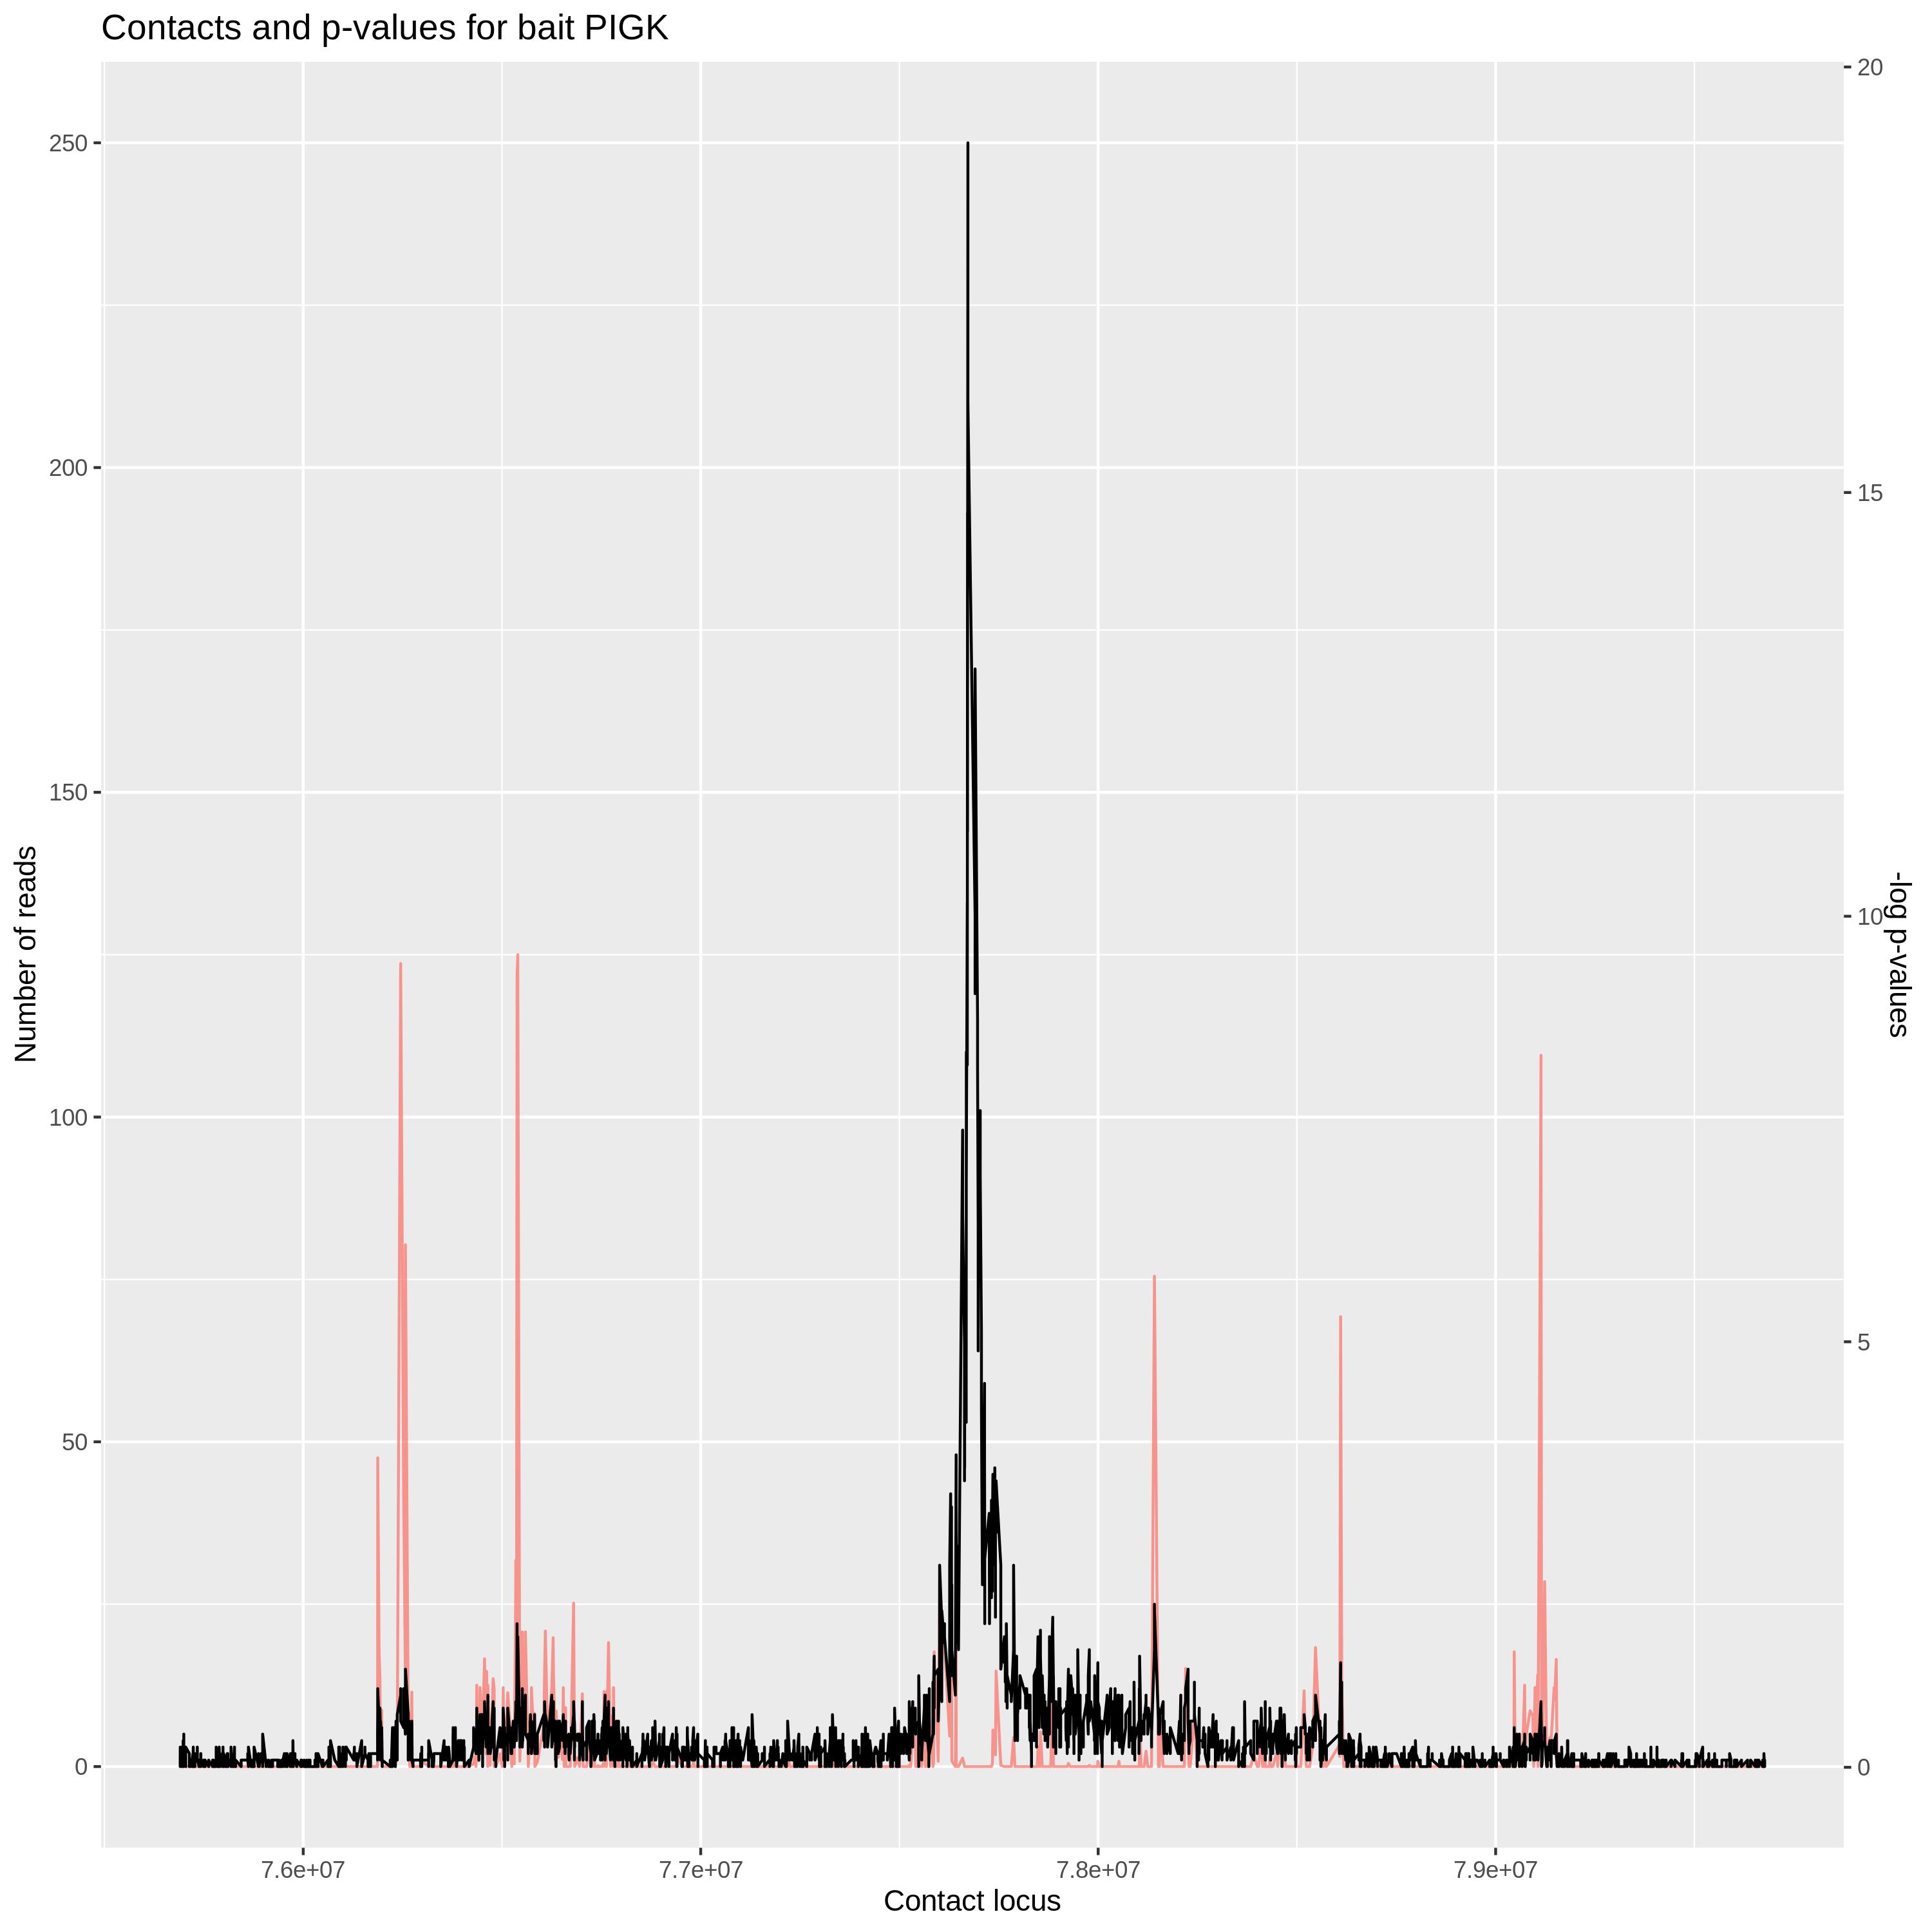 Contacts and p-values for bait PIGK
Number of reads
250
200
150
100
50
0
20
15
10
5
0
-log p-values
7.6e+07
7.7e+07
7.8e+07
7.9e+07
Contact locus